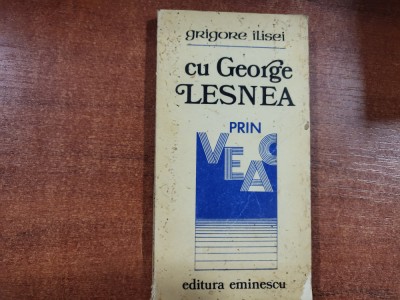 grigore ilisei
cu George
LESNEA
PRIN
VEAC
editura eminescu